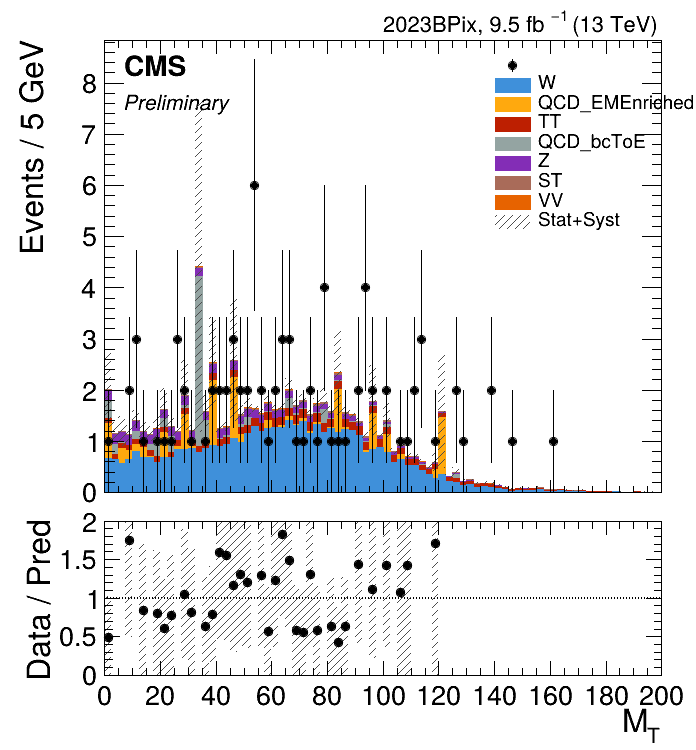 2023BPix, 9.5 fb ⁻¹ (13 TeV)
CMS
Preliminary
W
QCD_EMEnriched
TT
QCD_bcToE
Z
ST
VV
Stat+Syst
Events / 5 GeV
8
7
6
5
4
3
2
1
0
Data / Pred
2
1.5
1
0.5
0
0 20 40 60 80 100 120 140 160 180 200
M_T